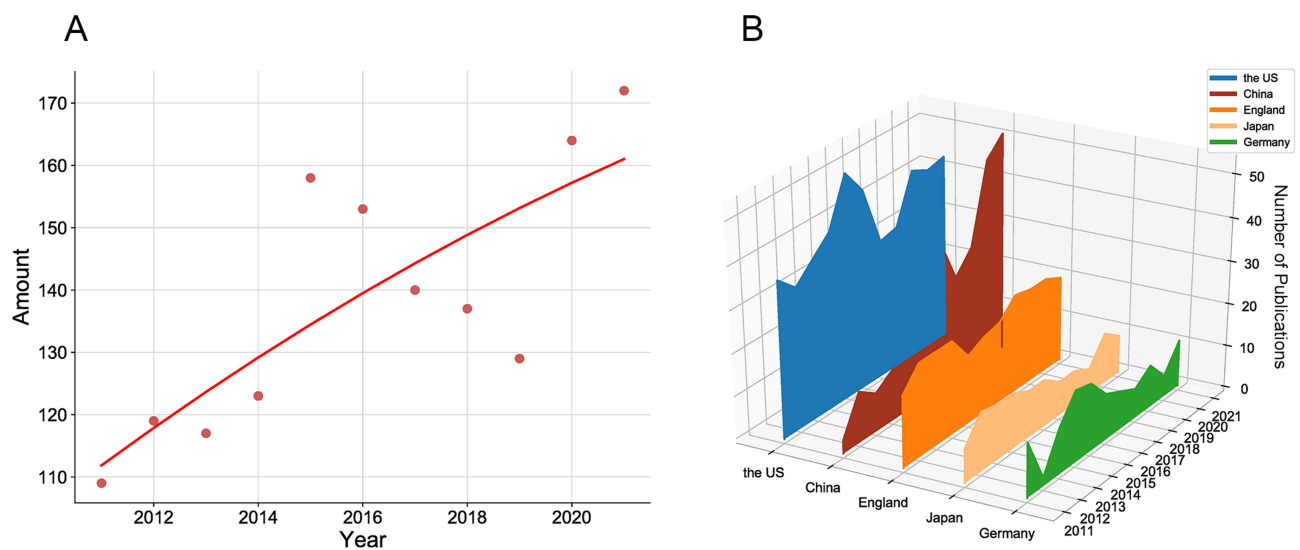 A
170
160
150
140
130
120
110
Amount
2012
2014
2016
2018
2020
Year
B
the US
China
England
Japan
Germany
50
40
30
20
10
0
Number of Publications
2021
2020
2019
2018
2017
2016
2015
2014
2013
2012
2011
the US
China
England
Japan
Germany